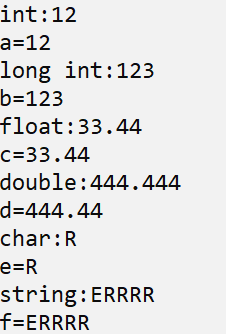 int:12
a=12
long int:123
b=123
float:33.44
c=33.44
double:444.444
d=444.44
char:R
e=R
string:ERRRR
f=ERRRR